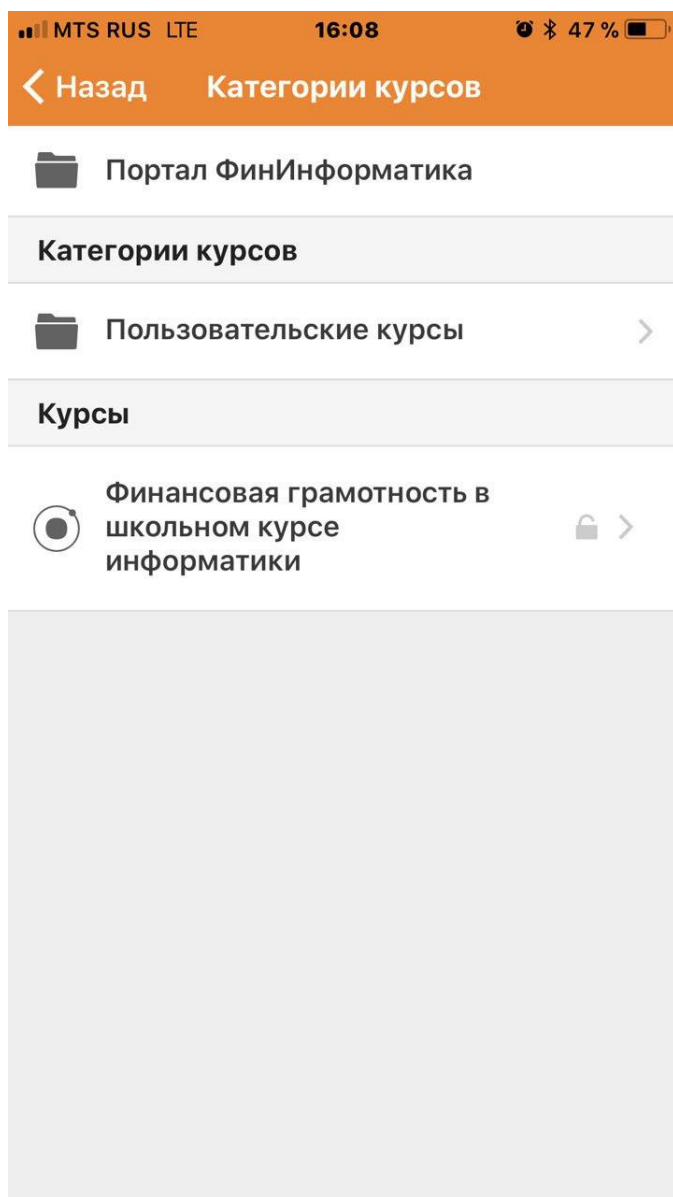 MTS RUS LTE 16:08 47 %
Назад Категории курсов
Портал ФинИнформатика
Категории курсов
Пользовательские курсы
Курсы
Финансовая грамотность в
школьном курсе
информатики